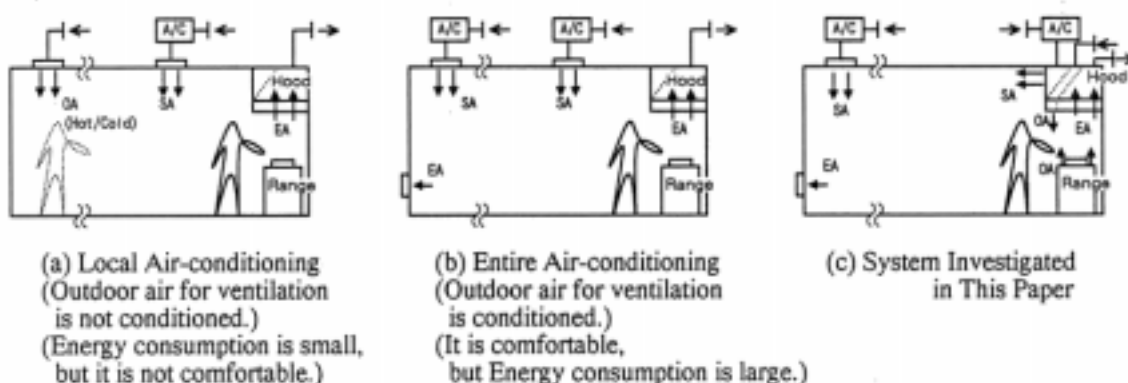 A/C
OA
(Hot/Cold)
SA
EA
Hood
Range
(a) Local Air-conditioning
(Outdoor air for ventilation
is not conditioned.)
(Energy consumption is small,
but it is not comfortable.)
A/C
A/C
SA
SA
EA
EA
Hood
Range
(b) Entire Air-conditioning
(Outdoor air for ventilation
is conditioned.)
(It is comfortable,
but Energy consumption is large.)
A/C
A/C
SA
SA
Hood
OA
EA
EA
OA
Range
(c) System Investigated
in This Paper